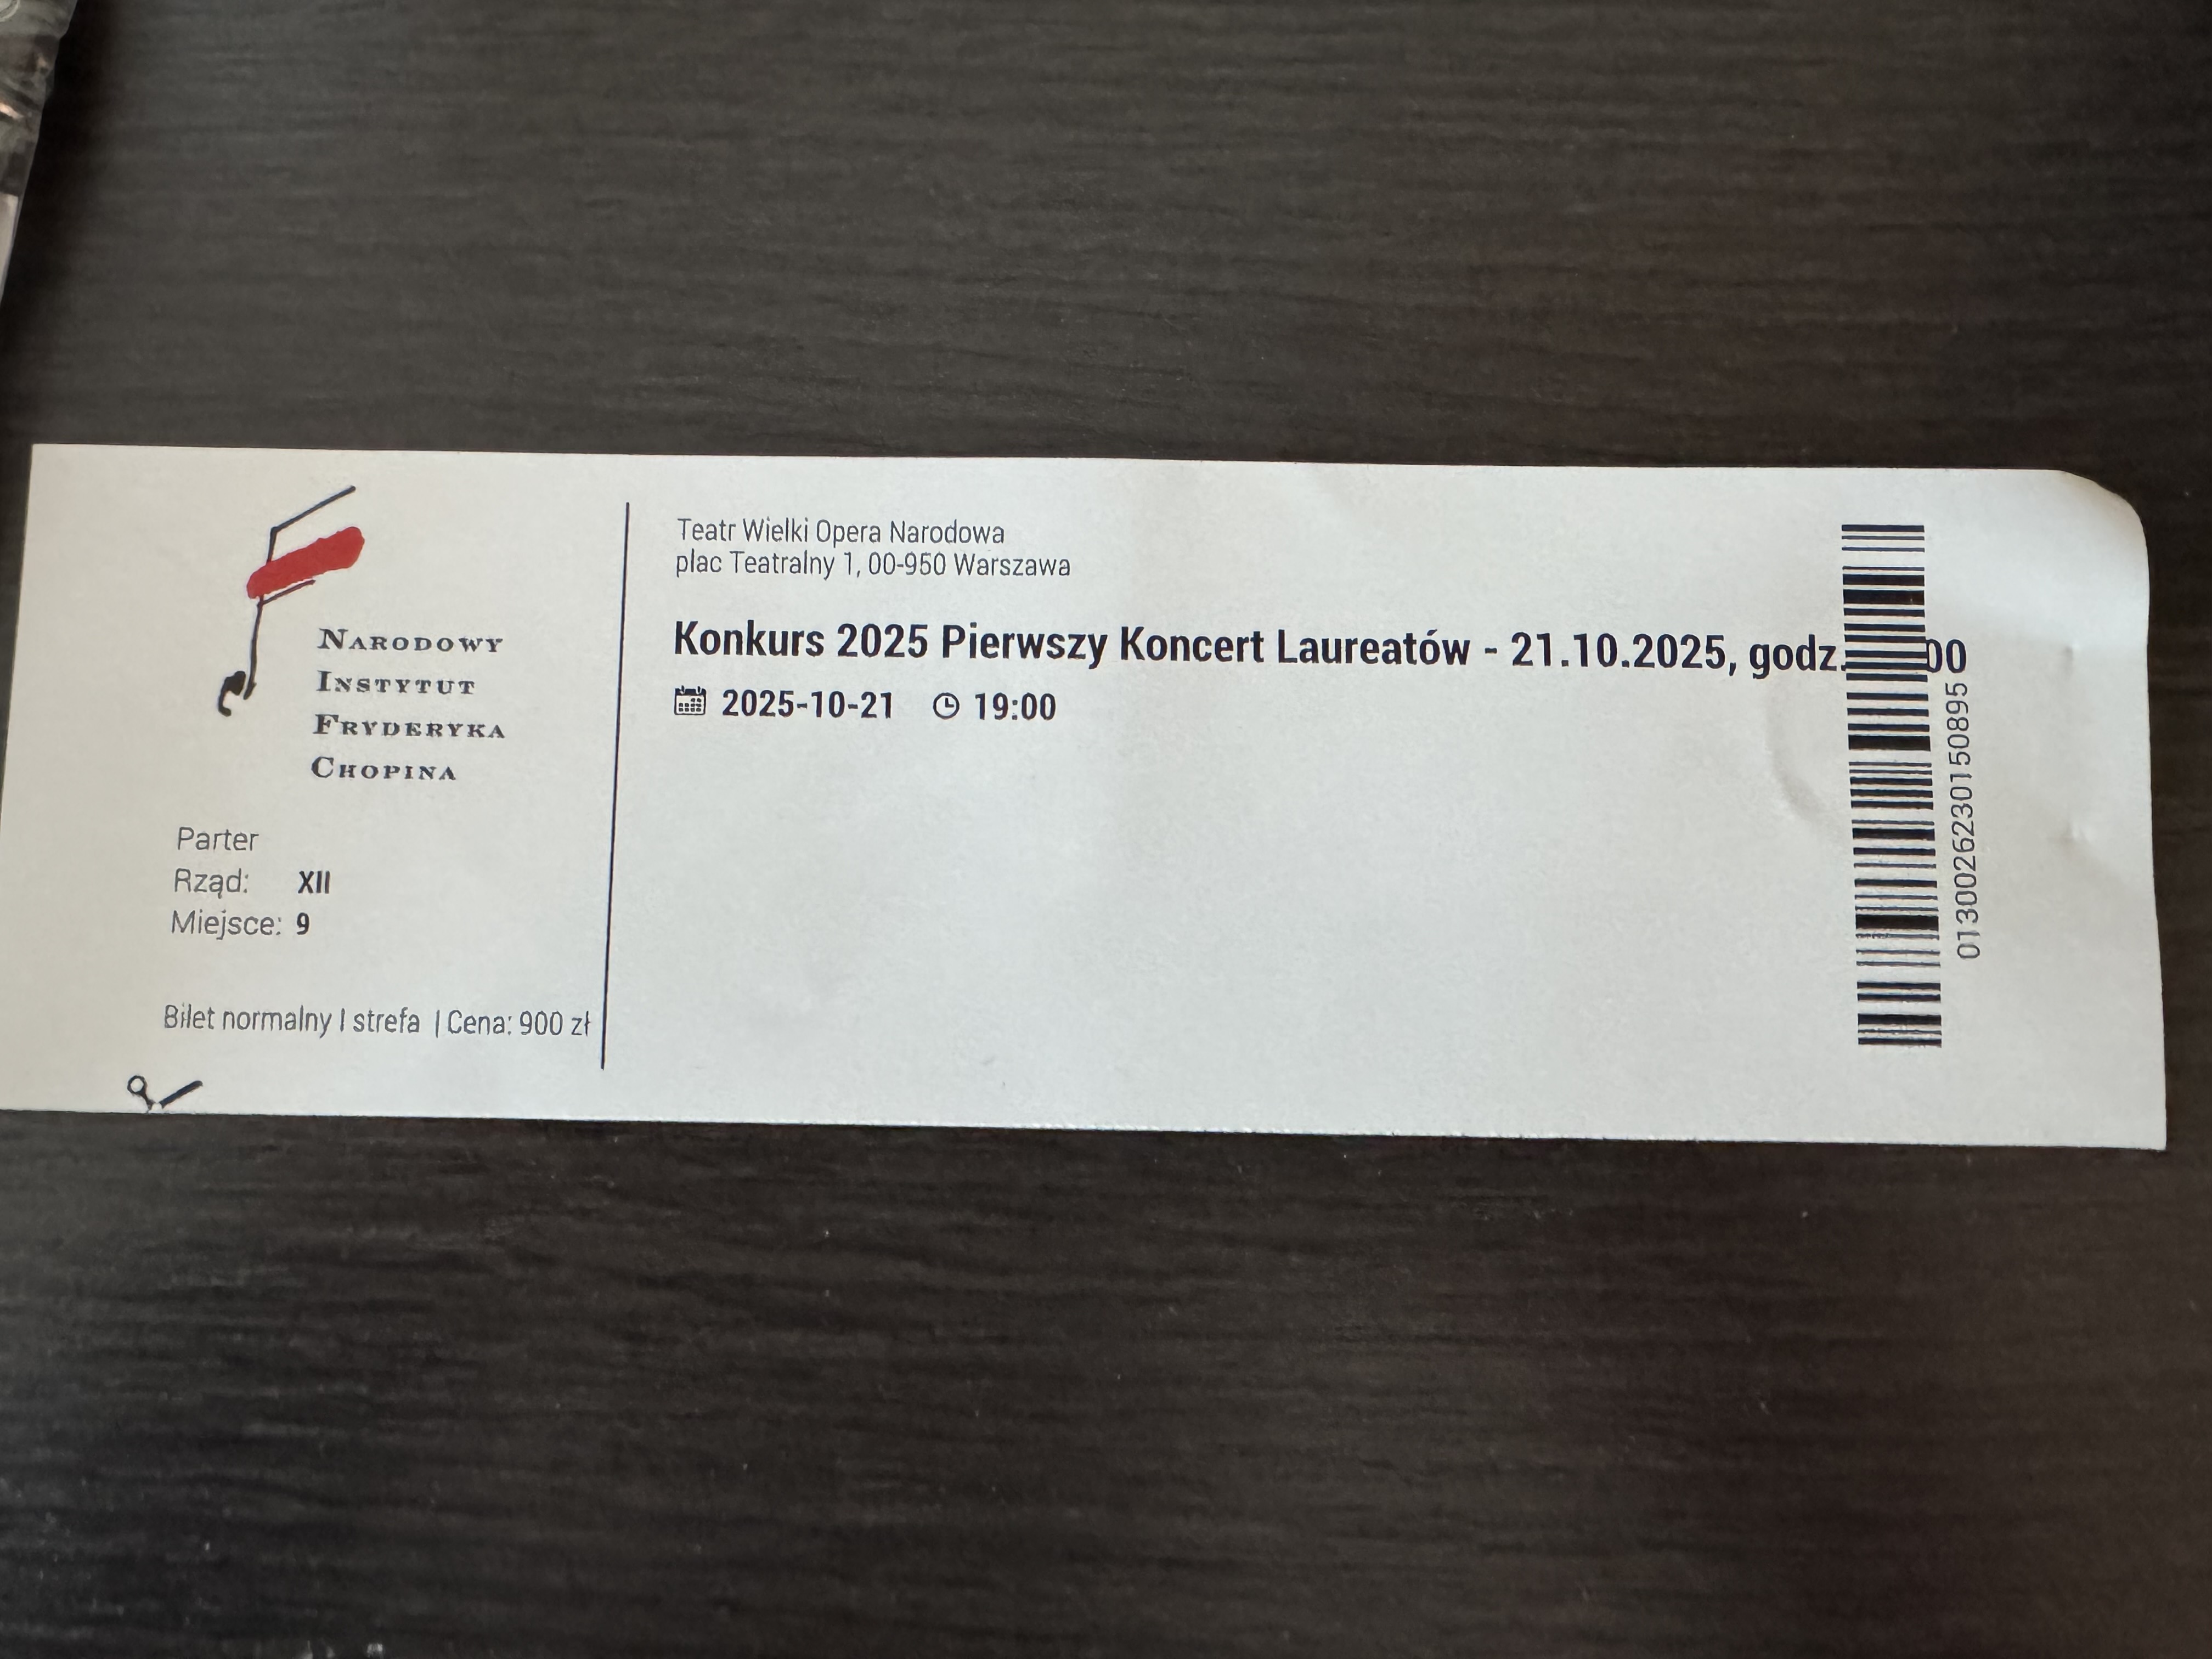 NARODOWY
INSTYTUT
FRYDERYKA
CHOPINA
Parter
Rząd: XII
Miejsce: 9
Bilet normalny I strefa | Cena: 900 zł
Teatr Wielki Opera Narodowa
plac Teatralny 1, 00-950 Warszawa
Konkurs 2025 Pierwszy Koncert Laureatów - 21.10.2025, godz. 00
2025-10-21 19:00
0130026230150895